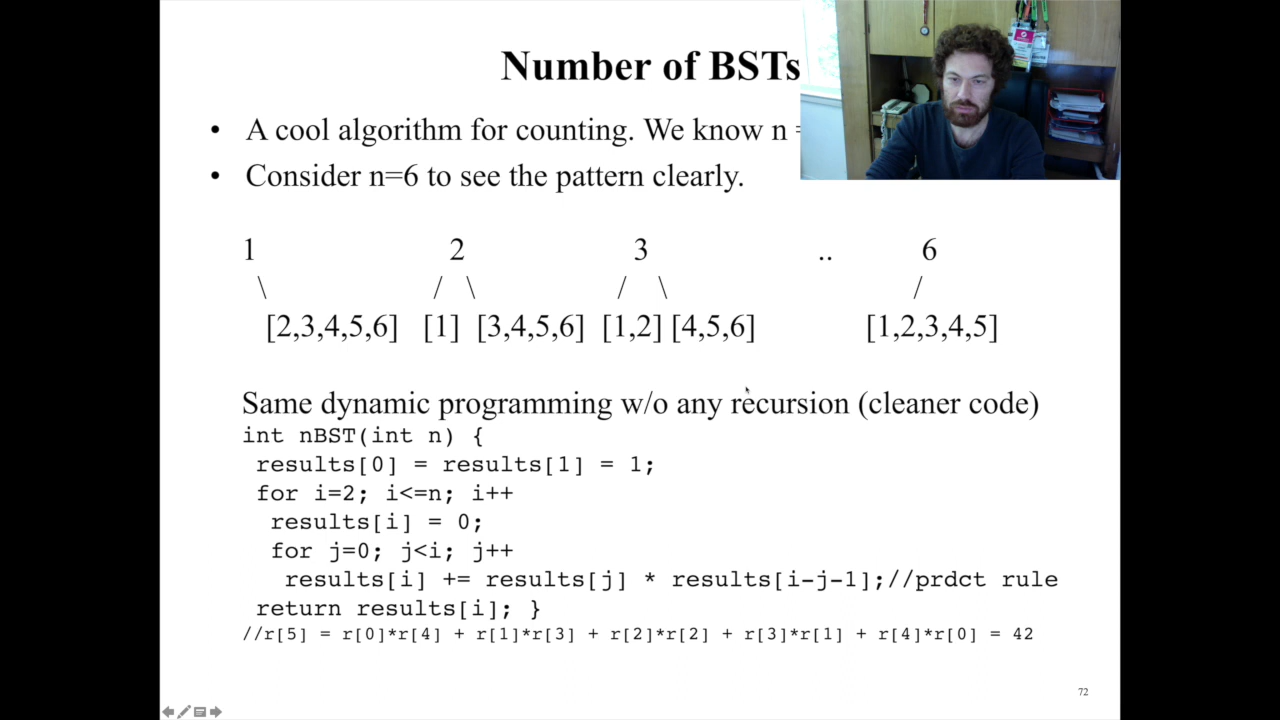 Number of BSTs
• A cool algorithm for counting. We know n =
• Consider n=6 to see the pattern clearly.
1 2 3 .. 6
\ / \ / \ /
[2,3,4,5,6] [1] [3,4,5,6] [1,2] [4,5,6] [1,2,3,4,5]
Same dynamic programming w/o any recursion (cleaner code)
int nBST(int n) {
results[0] = results[1] = 1;
for i=2; i<=n; i++
results[i] = 0;
for j=0; j<i; j++
results[i] += results[j] * results[i-j-1];//prdct rule
return results[i]; }
//r[5] = r[0]*r[4] + r[1]*r[3] + r[2]*r[2] + r[3]*r[1] + r[4]*r[0] = 42
72